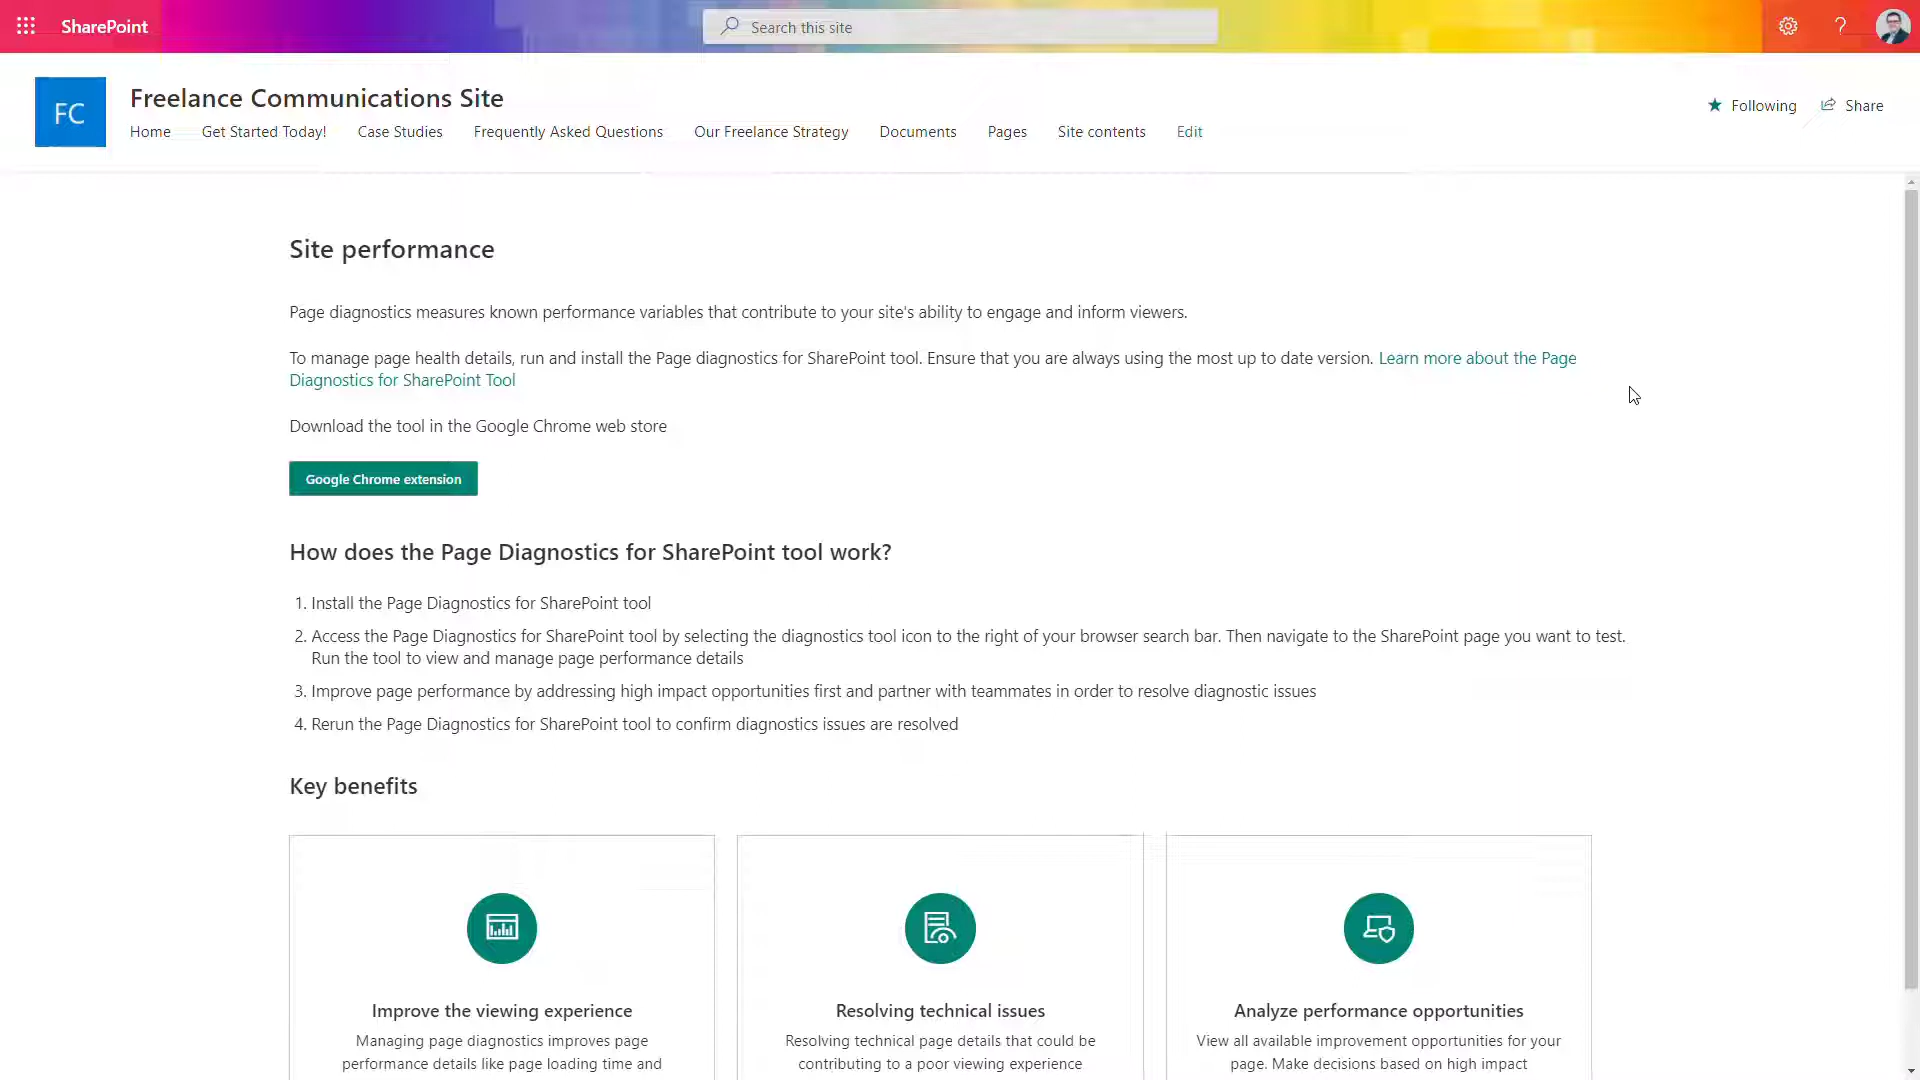 SharePoint
Search this site
?
FC
Freelance Communications Site
Home Get Started Today! Case Studies Frequently Asked Questions Our Freelance Strategy Documents Pages Site contents Edit
Following Share
Site performance
Page diagnostics measures known performance variables that contribute to your site's ability to engage and inform viewers.
To manage page health details, run and install the Page diagnostics for SharePoint tool. Ensure that you are always using the most up to date version. Learn more about the Page
Diagnostics for SharePoint Tool
Download the tool in the Google Chrome web store
Google Chrome extension
How does the Page Diagnostics for SharePoint tool work?
1. Install the Page Diagnostics for SharePoint tool
2. Access the Page Diagnostics for SharePoint tool by selecting the diagnostics tool icon to the right of your browser search bar. Then navigate to the SharePoint page you want to test.
Run the tool to view and manage page performance details
3. Improve page performance by addressing high impact opportunities first and partner with teammates in order to resolve diagnostic issues
4. Rerun the Page Diagnostics for SharePoint tool to confirm diagnostics issues are resolved
Key benefits
Improve the viewing experience
Managing page diagnostics improves page
performance details like page loading time and
Resolving technical issues
Resolving technical page details that could be
contributing to a poor viewing experience
Analyze performance opportunities
View all available improvement opportunities for your
page. Make decisions based on high impact